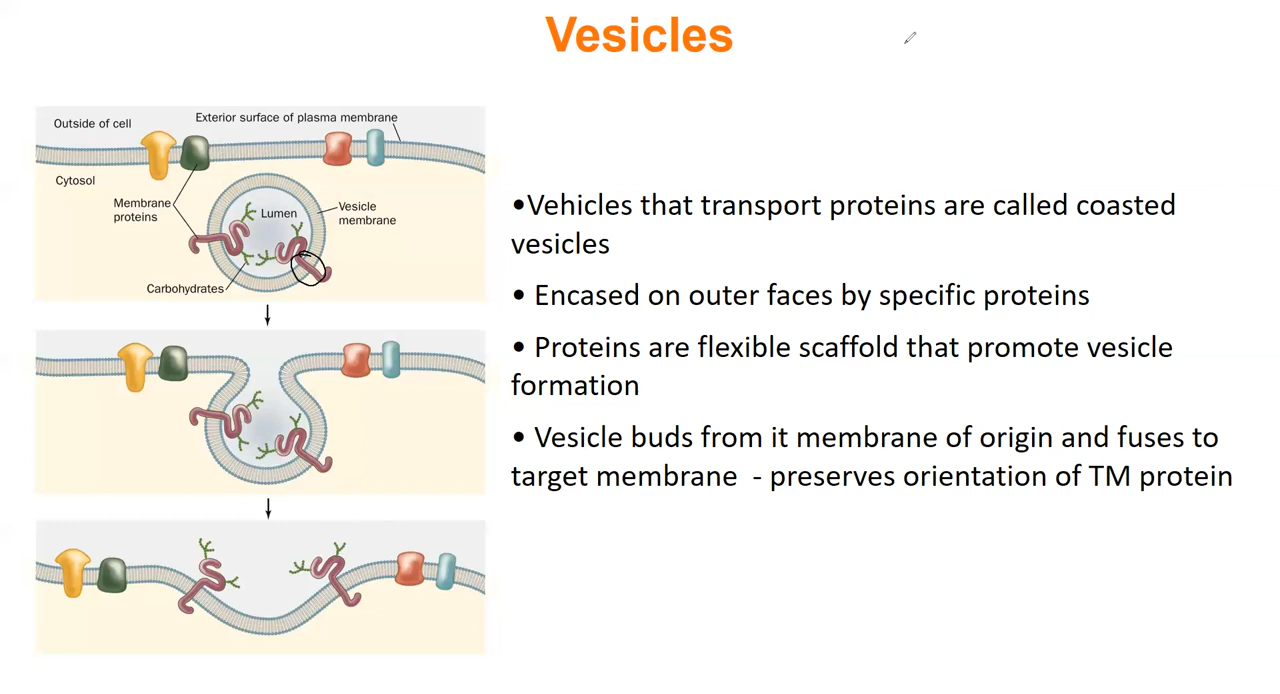 Vesicles
Outside of cell
Exterior surface of plasma membrane
Cytosol
Membrane
proteins
Lumen
Vesicle
membrane
Carbohydrates
•Vehicles that transport proteins are called coasted
vesicles
• Encased on outer faces by specific proteins
• Proteins are flexible scaffold that promote vesicle
formation
• Vesicle buds from it membrane of origin and fuses to
target membrane - preserves orientation of TM protein